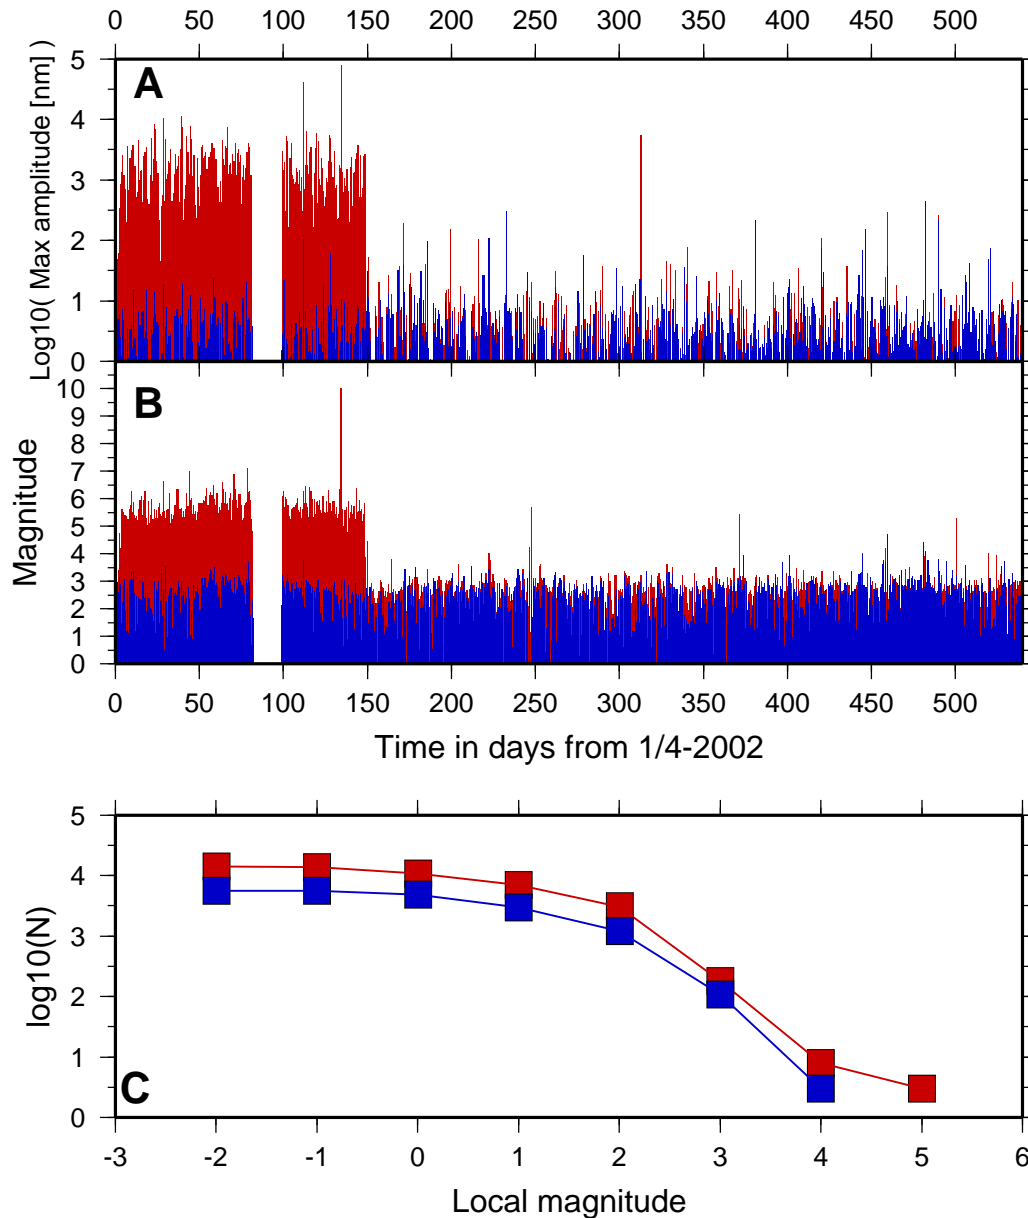 0 50 100 150 200 250 300 350 400 450 500
Log10( Max amplitude [nm] )
5
4
3
2
1
0
A
Magnitude
10
9
8
7
6
5
4
3
2
1
0
B
0 50 100 150 200 250 300 350 400 450 500
Time in days from 1/4-2002
log10(N)
5
4
3
2
1
0
C
-3 -2 -1 0 1 2 3 4 5 6
Local magnitude